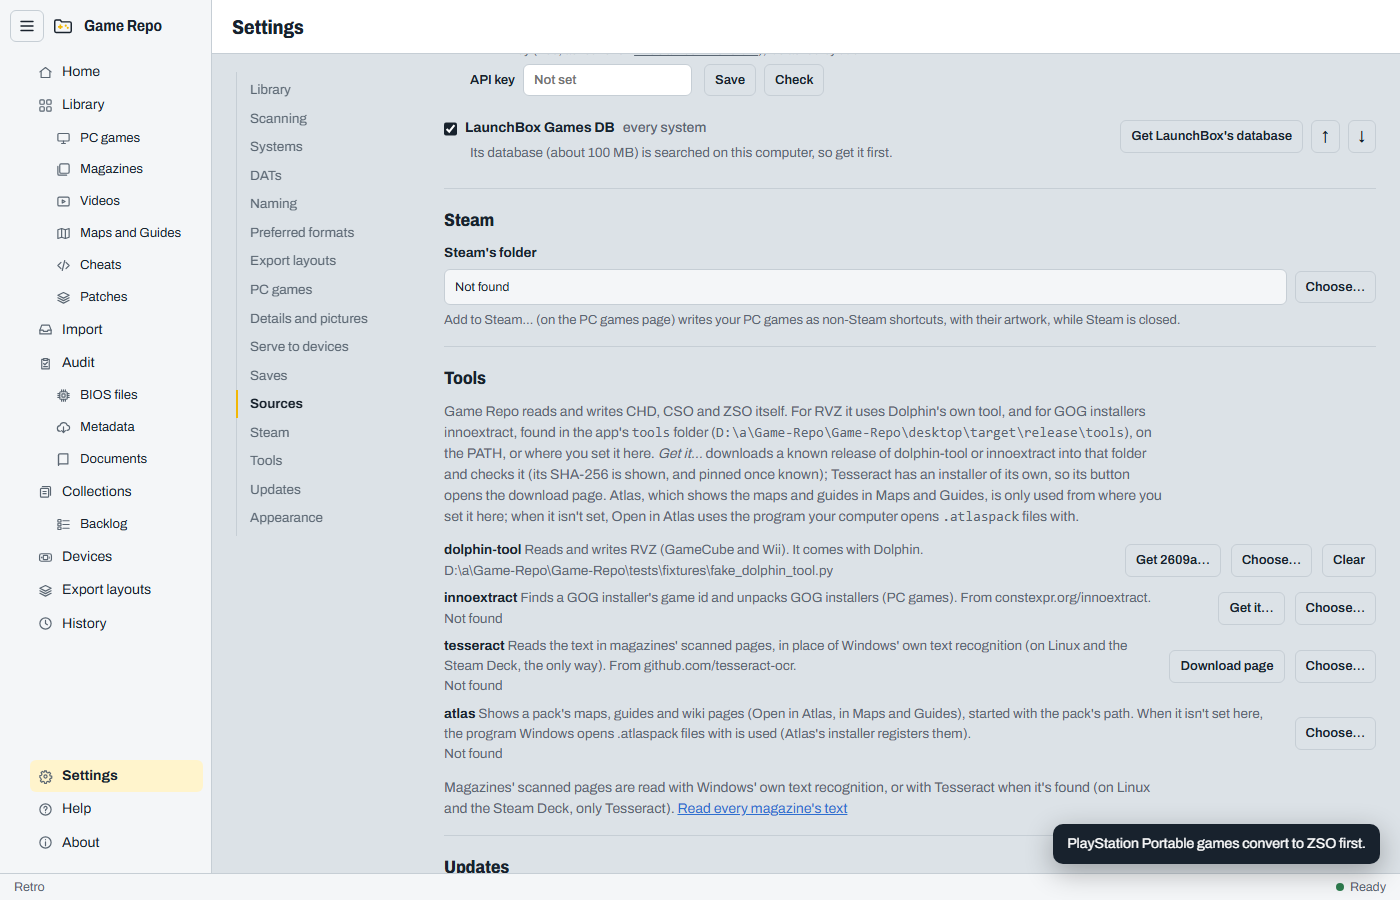 Game Repo
Settings
Home
Library
PC games
Magazines
Videos
Maps and Guides
Cheats
Patches
Import
Audit
BIOS files
Metadata
Documents
Collections
Backlog
Devices
Export layouts
History
Settings
Help
About
Library
Scanning
Systems
DATs
Naming
Preferred formats
Export layouts
PC games
Details and pictures
Serve to devices
Saves
Sources
Steam
Tools
Updates
Appearance
API key Not set Save Check
LaunchBox Games DB every system
Its database (about 100 MB) is searched on this computer, so get it first.
Get LaunchBox's database ↑ ↓
Steam
Steam's folder
Not found Choose...
Add to Steam... (on the PC games page) writes your PC games as non-Steam shortcuts, with their artwork, while Steam is closed.
Tools
Game Repo reads and writes CHD, CSO and ZSO itself. For RVZ it uses Dolphin's own tool, and for GOG installers
innoextract, found in the app's tools folder (D:\a\Game-Repo\Game-Repo\desktop\target\release\tools), on
the PATH, or where you set it here. Get it... downloads a known release of dolphin-tool or innoextract into that folder
and checks it (its SHA-256 is shown, and pinned once known); Tesseract has an installer of its own, so its button
opens the download page. Atlas, which shows the maps and guides in Maps and Guides, is only used from where you
set it here; when it isn't set, Open in Atlas uses the program your computer opens .atlaspack files with.
dolphin-tool Reads and writes RVZ (GameCube and Wii). It comes with Dolphin.
D:\a\Game-Repo\Game-Repo\tests\fixtures\fake_dolphin_tool.py
Get 2609a... Choose... Clear
innoextract Finds a GOG installer's game id and unpacks GOG installers (PC games). From constexpr.org/innoextract.
Not found
Get it... Choose...
tesseract Reads the text in magazines' scanned pages, in place of Windows' own text recognition (on Linux and the
Steam Deck, the only way). From github.com/tesseract-ocr.
Not found
Download page Choose...
atlas Shows a pack's maps, guides and wiki pages (Open in Atlas, in Maps and Guides), started with the pack's path. When it isn't set here,
the program Windows opens .atlaspack files with is used (Atlas's installer registers them).
Not found
Choose...
Magazines' scanned pages are read with Windows' own text recognition, or with Tesseract when it's found (on Linux
and the Steam Deck, only Tesseract). Read every magazine's text
Updates
PlayStation Portable games convert to ZSO first.
Retro
Ready